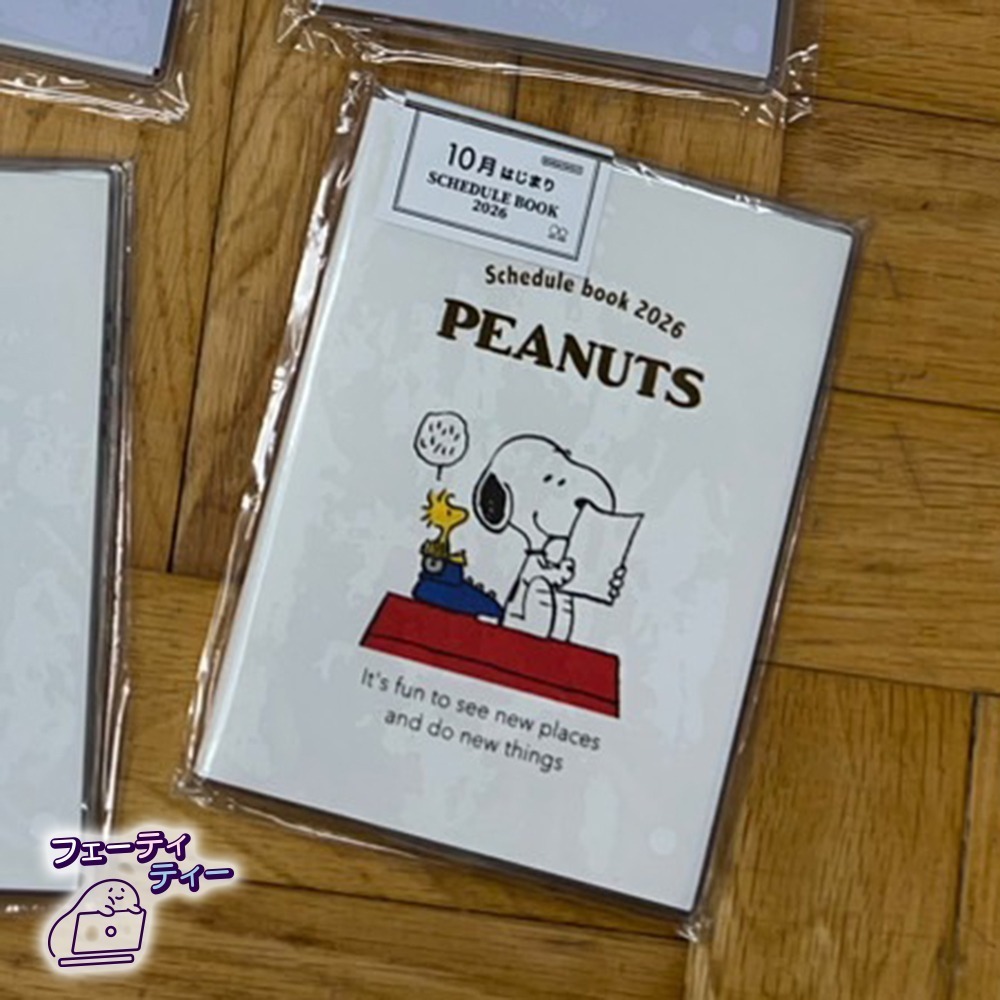 10月はじまり
SCHEDULE BOOK
2026
Schedule book 2026
PEANUTS
It's fun to see new places
and do new things
フェーティ
ティー